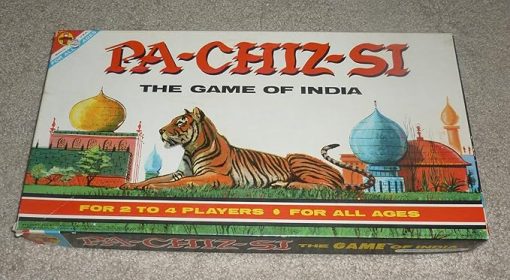 PA-CHIZ-SI
THE GAME OF INDIA
FOR 2 TO 4 PLAYERS • FOR ALL AGES
PA-CHIZ-SI THE GAME OF INDIA